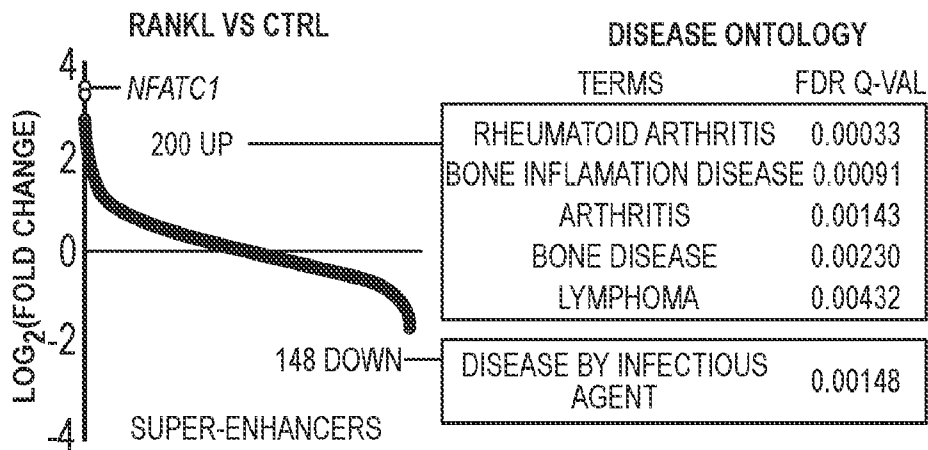 RANKL VS CTRL
LOG2(FOLD CHANGE)
4
2
0
-2
-4
NFATC1
200 UP
148 DOWN
SUPER-ENHANCERS
DISEASE ONTOLOGY
TERMS FDR Q-VAL
RHEUMATOID ARTHRITIS 0.00033
BONE INFLAMATION DISEASE 0.00091
ARTHRITIS 0.00143
BONE DISEASE 0.00230
LYMPHOMA 0.00432
DISEASE BY INFECTIOUS
AGENT
0.00148